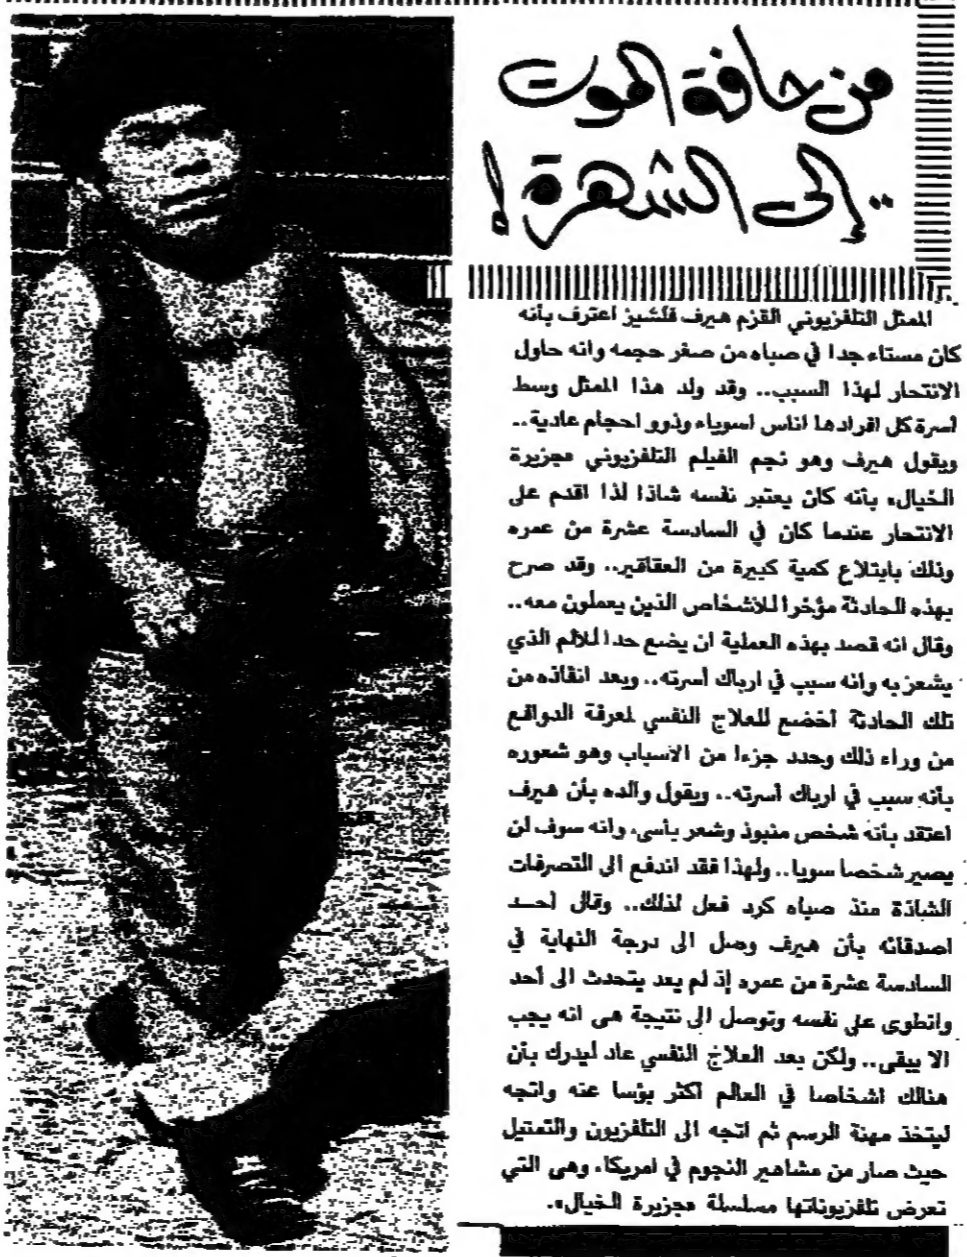 من حافة الموت
.. إلى الشهرة !
الممثل التلفزيوني القزم هيرف فلشيز اعترف بأنه
كان مستاء جدا في صباه من صغر حجمه وانه حاول
الانتحار لهذا السبب.. وقد ولد هذا الممثل وسط
أسرة كل افرادها اناس اسوياء وذوو احجام عادية..
ويقول هيرف وهو نجم الفيلم التلفزيوني «جزيرة
الخيال» بأنه كان يعتبر نفسه شاذا لذا اقدم على
الانتحار عندما كان في السادسة عشرة من عمره
وذلك بابتلاع كمية كبيرة من العقاقير.. وقد صرح
بهذه الحادثة مؤخرا للاشخاص الذين يعملون معه..
وقال انه قصد بهذه العملية ان يضع حدا للالم الذي
يشعر به وانه سبب في ارباك أسرته.. وبعد انقاذه من
تلك الحادثة أخضع للعلاج النفسي لمعرفة الدوافع
من وراء ذلك وحدد جزءا من الاسباب وهو شعوره
بأنه سبب في ارباك أسرته.. ويقول والده بأن هيرف
اعتقد بأنه شخص منبوذ وشعر بأسى، وانه سوف لن
يصير شخصا سويا.. ولهذا فقد اندفع الى التصرفات
الشاذة منذ صباه كرد فعل لذلك.. وقال أحد
اصدقائه بأن هيرف وصل الى درجة النهاية في
السادسة عشرة من عمره إذ لم يعد يتحدث الى أحد
وانطوى على نفسه وتوصل الى نتيجة هى انه يجب
الا يبقى.. ولكن بعد العلاج النفسي عاد ليدرك بأن
هنالك اشخاصا في العالم اكثر بؤسا عنه واتجه
ليتخذ مهنة الرسم ثم اتجه الى التلفزيون والتمثيل
حيث صار من مشاهير النجوم في امريكا، وهى التي
تعرض تلفزيوناتها مسلسلة «جزيرة الخيال».